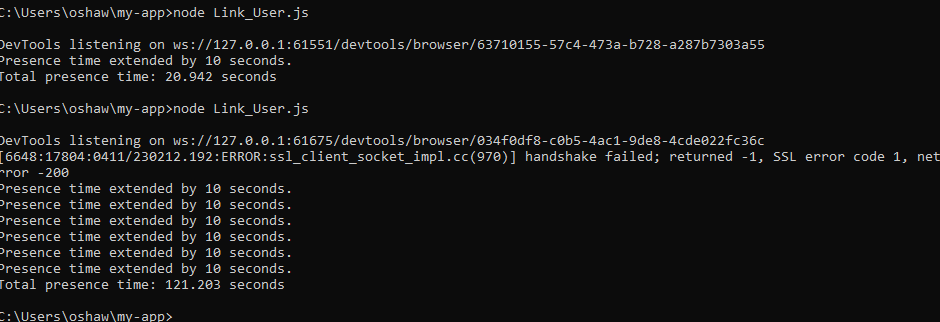 C:\Users\oshaw\my-app>node Link_User.js
DevTools listening on ws://127.0.0.1:61551/devtools/browser/63710155-57c4-473a-b728-a287b7303a55
Presence time extended by 10 seconds.
Total presence time: 20.942 seconds
C:\Users\oshaw\my-app>node Link_User.js
DevTools listening on ws://127.0.0.1:61675/devtools/browser/034f0df8-c0b5-4ac1-9de8-4cde022fc36c
[6648:17804:0411/230212.192:ERROR:ssl_client_socket_impl.cc(970)] handshake failed; returned -1, SSL error code 1, net
rror -200
Presence time extended by 10 seconds.
Presence time extended by 10 seconds.
Presence time extended by 10 seconds.
Presence time extended by 10 seconds.
Presence time extended by 10 seconds.
Presence time extended by 10 seconds.
Total presence time: 121.203 seconds
C:\Users\oshaw\my-app>